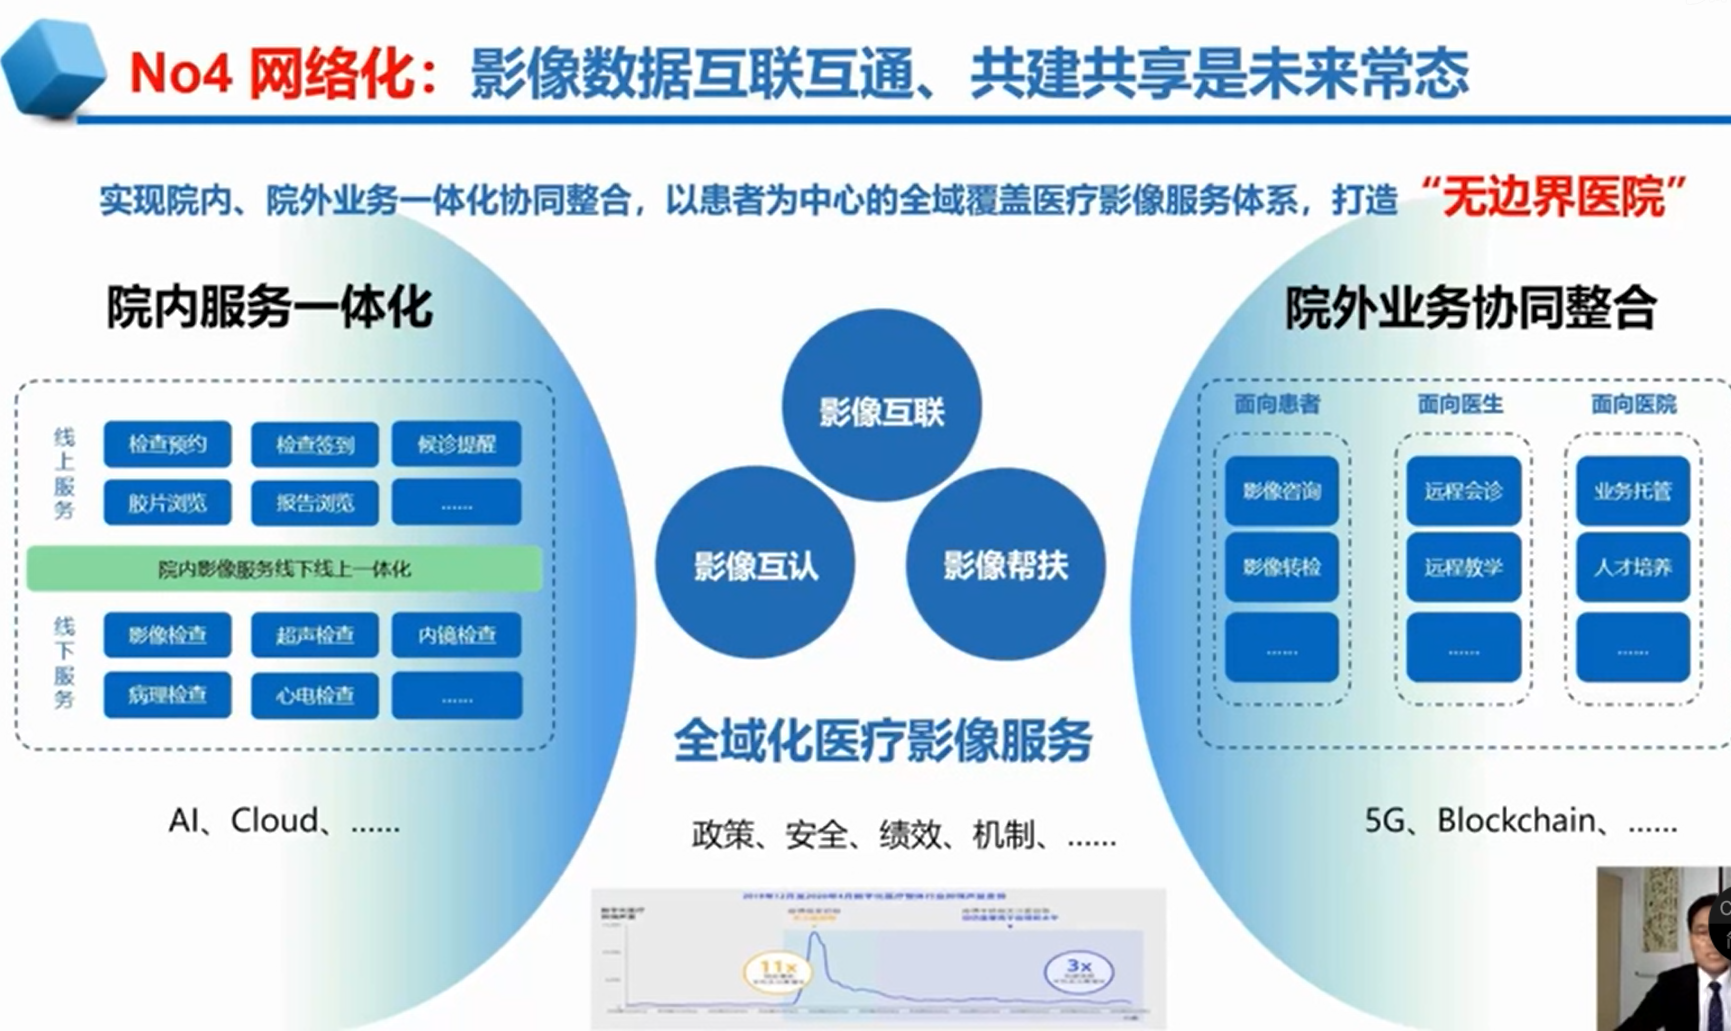 No4 网络化：影像数据互联互通、共建共享是未来常态
实现院内、院外业务一体化协同整合，以患者为中心的全域覆盖医疗影像服务体系，打造“无边界医院”
院内服务一体化
线上服务
检查预约 检查签到 候诊提醒
胶片浏览 报告浏览 ......
院内影像服务线下线上一体化
线下服务
影像检查 超声检查 内镜检查
病理检查 心电检查 ......
AI、Cloud、......
影像互联
影像互认 影像帮扶
全域化医疗影像服务
政策、安全、绩效、机制、......
11x
3x
院外业务协同整合
面向患者 面向医生 面向医院
影像咨询 远程会诊 业务托管
影像转检 远程教学 人才培养
...... ...... ......
5G、Blockchain、......